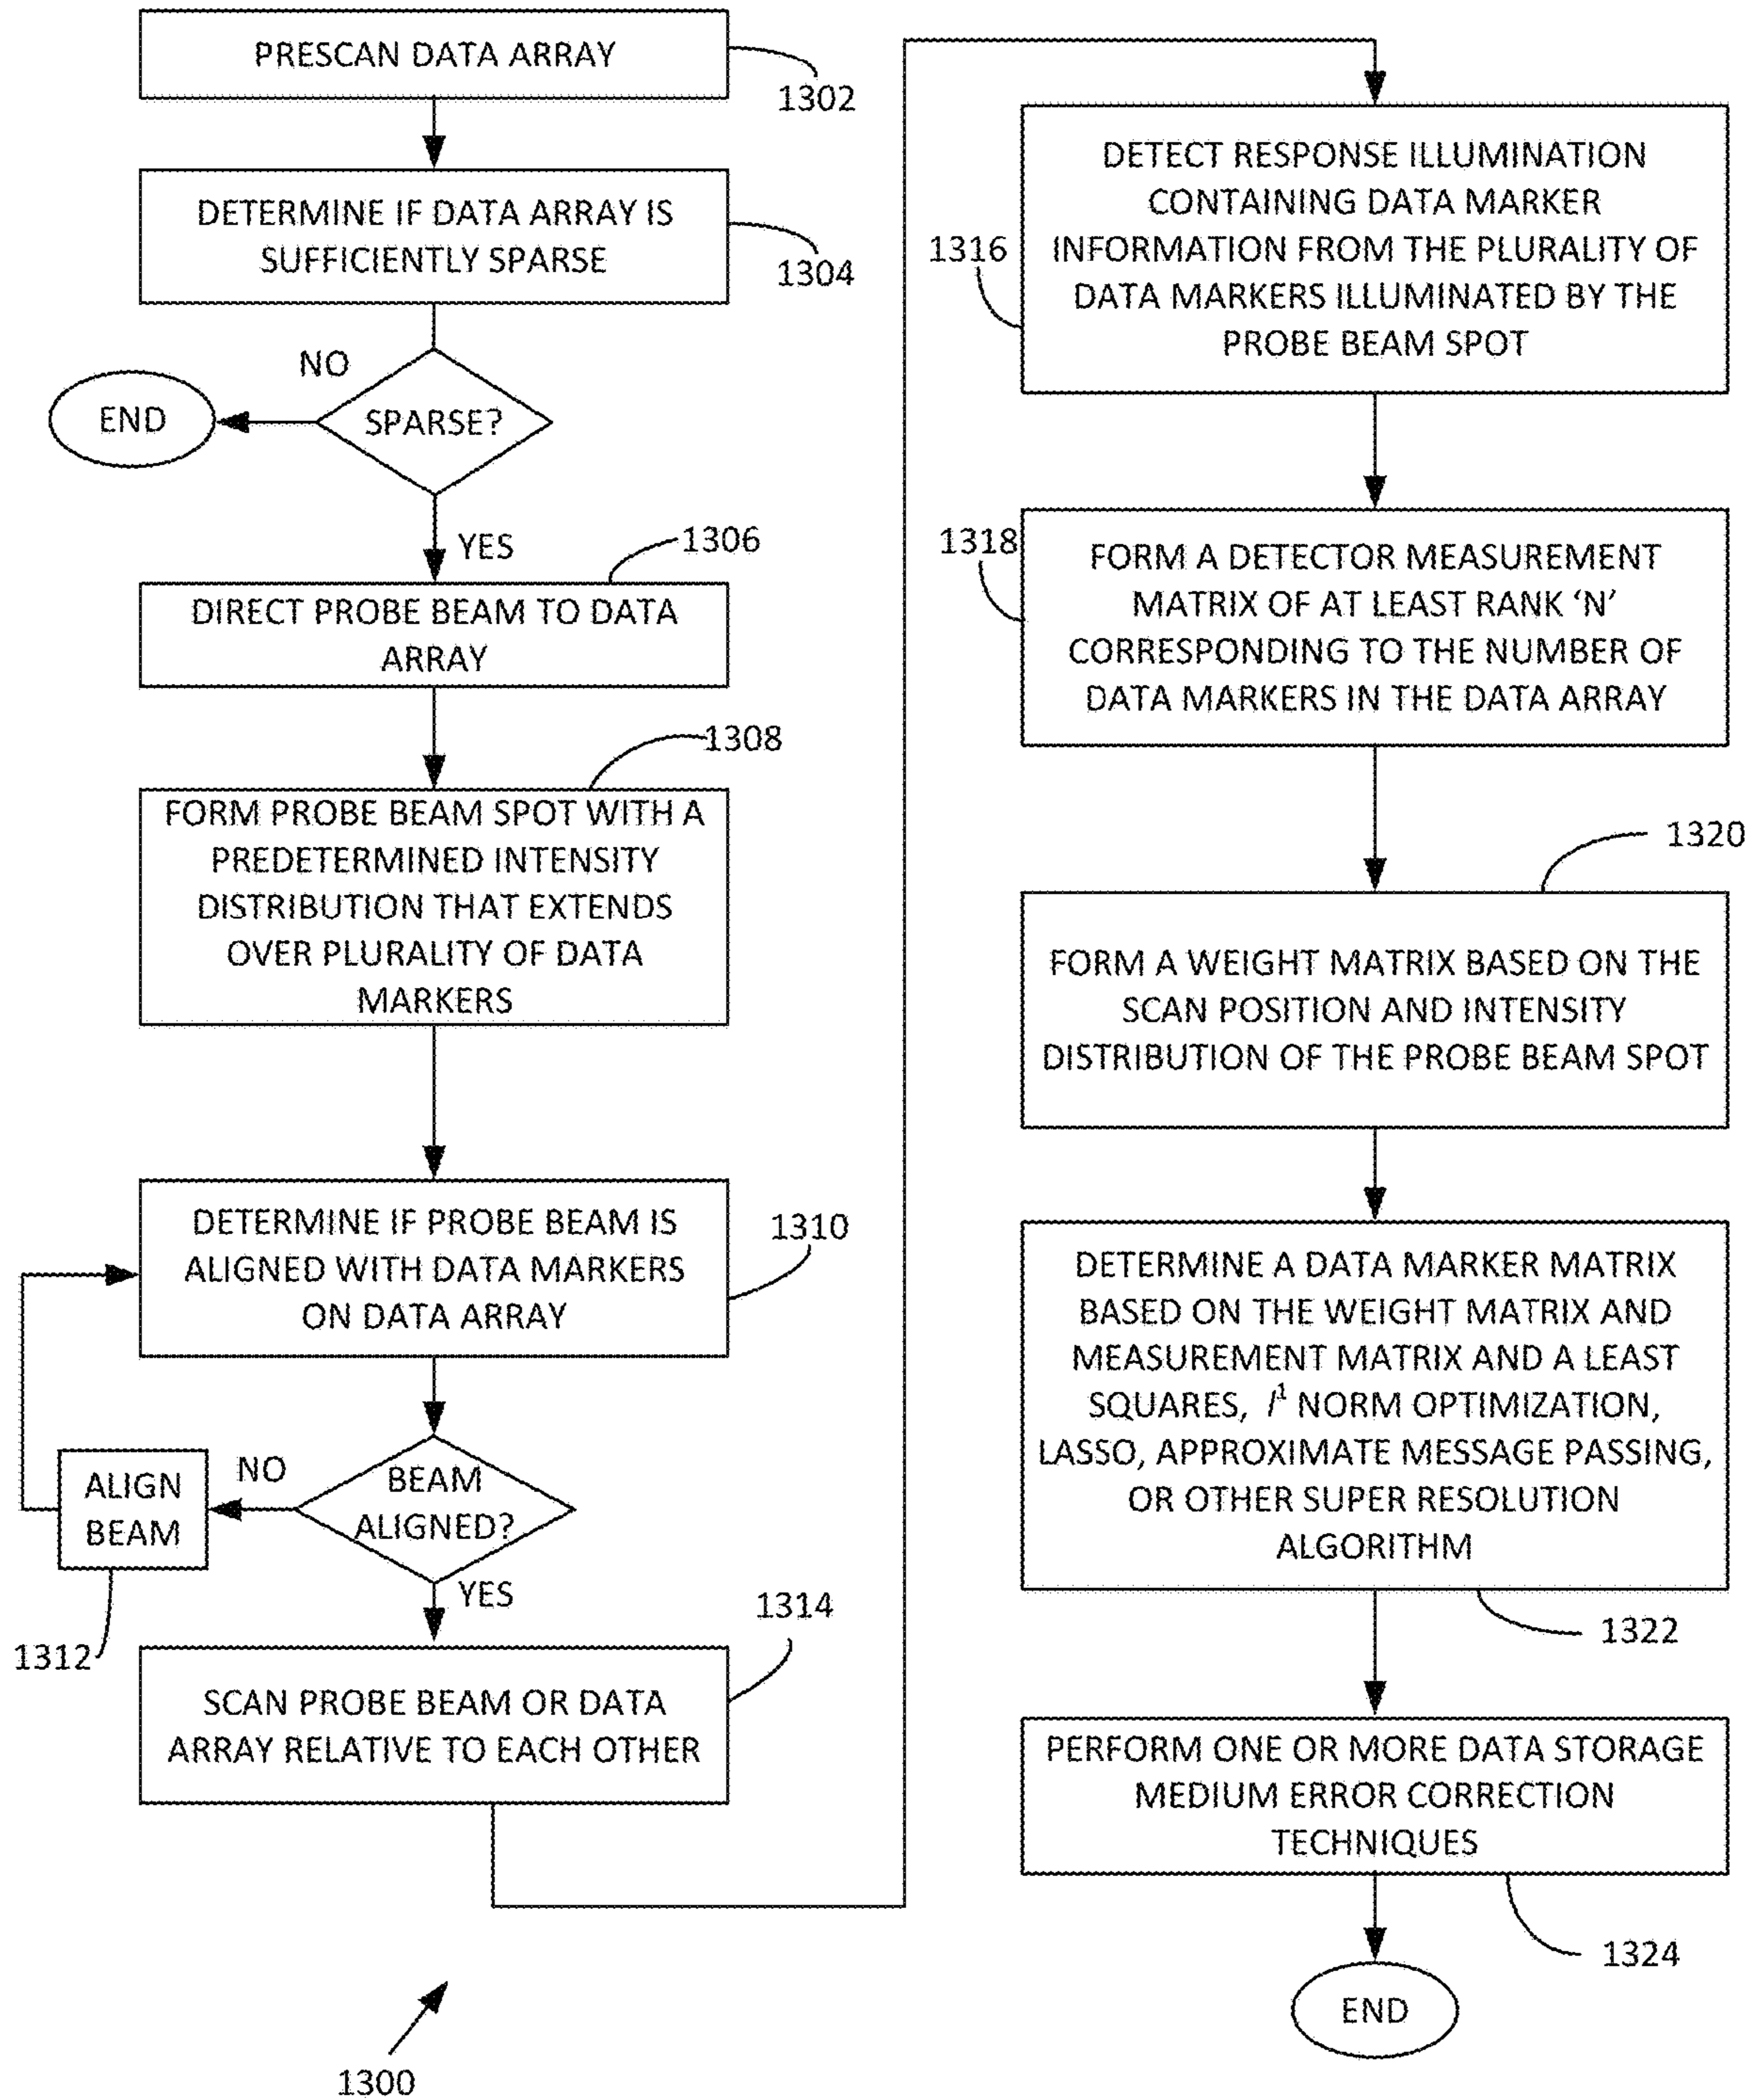 PRESCAN DATA ARRAY
1302
DETERMINE IF DATA ARRAY IS
SUFFICIENTLY SPARSE
1304
NO
SPARSE?
END
YES
1306
DIRECT PROBE BEAM TO DATA
ARRAY
1308
FORM PROBE BEAM SPOT WITH A
PREDETERMINED INTENSITY
DISTRIBUTION THAT EXTENDS
OVER PLURALITY OF DATA
MARKERS
DETERMINE IF PROBE BEAM IS
ALIGNED WITH DATA MARKERS
ON DATA ARRAY
1310
BEAM
ALIGNED?
NO
ALIGN
BEAM
1312
YES
1314
SCAN PROBE BEAM OR DATA
ARRAY RELATIVE TO EACH OTHER
1300
DETECT RESPONSE ILLUMINATION
CONTAINING DATA MARKER
INFORMATION FROM THE PLURALITY OF
DATA MARKERS ILLUMINATED BY THE
PROBE BEAM SPOT
1316
1318
FORM A DETECTOR MEASUREMENT
MATRIX OF AT LEAST RANK ‘N’
CORRESPONDING TO THE NUMBER OF
DATA MARKERS IN THE DATA ARRAY
1320
FORM A WEIGHT MATRIX BASED ON THE
SCAN POSITION AND INTENSITY
DISTRIBUTION OF THE PROBE BEAM SPOT
DETERMINE A DATA MARKER MATRIX
BASED ON THE WEIGHT MATRIX AND
MEASUREMENT MATRIX AND A LEAST
SQUARES, l¹ NORM OPTIMIZATION,
LASSO, APPROXIMATE MESSAGE PASSING,
OR OTHER SUPER RESOLUTION
ALGORITHM
1322
PERFORM ONE OR MORE DATA STORAGE
MEDIUM ERROR CORRECTION
TECHNIQUES
1324
END